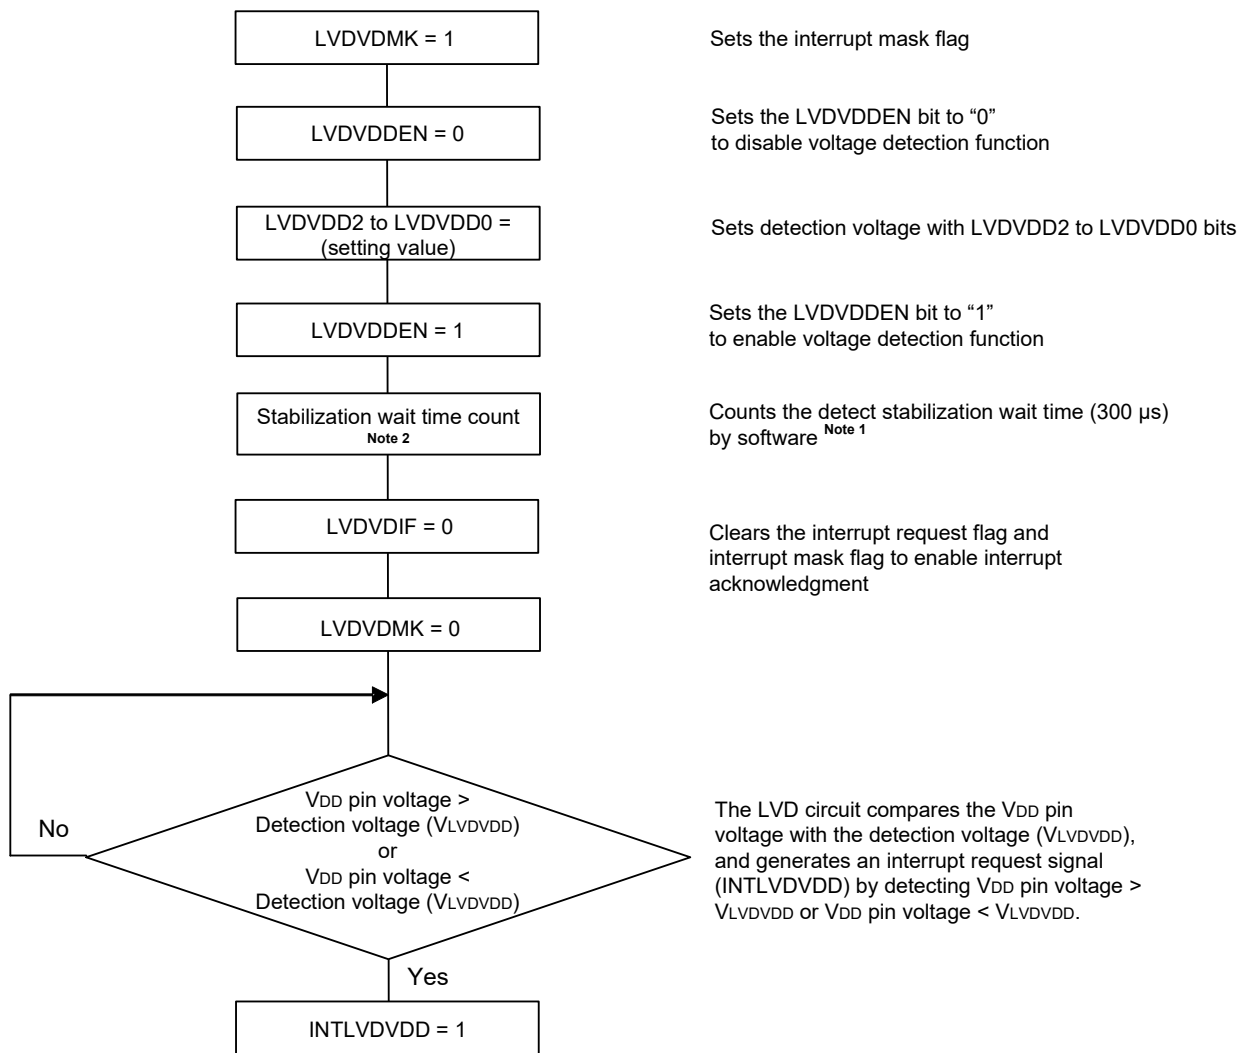 LVDVDMK = 1
Sets the interrupt mask flag
LVDVDDEN = 0
Sets the LVDVDDEN bit to “0”
to disable voltage detection function
LVDVDD2 to LVDVDD0 =
(setting value)
Sets detection voltage with LVDVDD2 to LVDVDD0 bits
LVDVDDEN = 1
Sets the LVDVDDEN bit to “1”
to enable voltage detection function
Stabilization wait time count
Note 2
Counts the detect stabilization wait time (300 µs)
by software Note 1
LVDVDIF = 0
Clears the interrupt request flag and
interrupt mask flag to enable interrupt
acknowledgment
LVDVDMK = 0
No
VDD pin voltage >
Detection voltage (VLVDVDD)
or
VDD pin voltage <
Detection voltage (VLVDVDD)
The LVD circuit compares the VDD pin
voltage with the detection voltage (VLVDVDD),
and generates an interrupt request signal
(INTLVDVDD) by detecting VDD pin voltage >
VLVDVDD or VDD pin voltage < VLVDVDD.
Yes
INTLVDVDD = 1